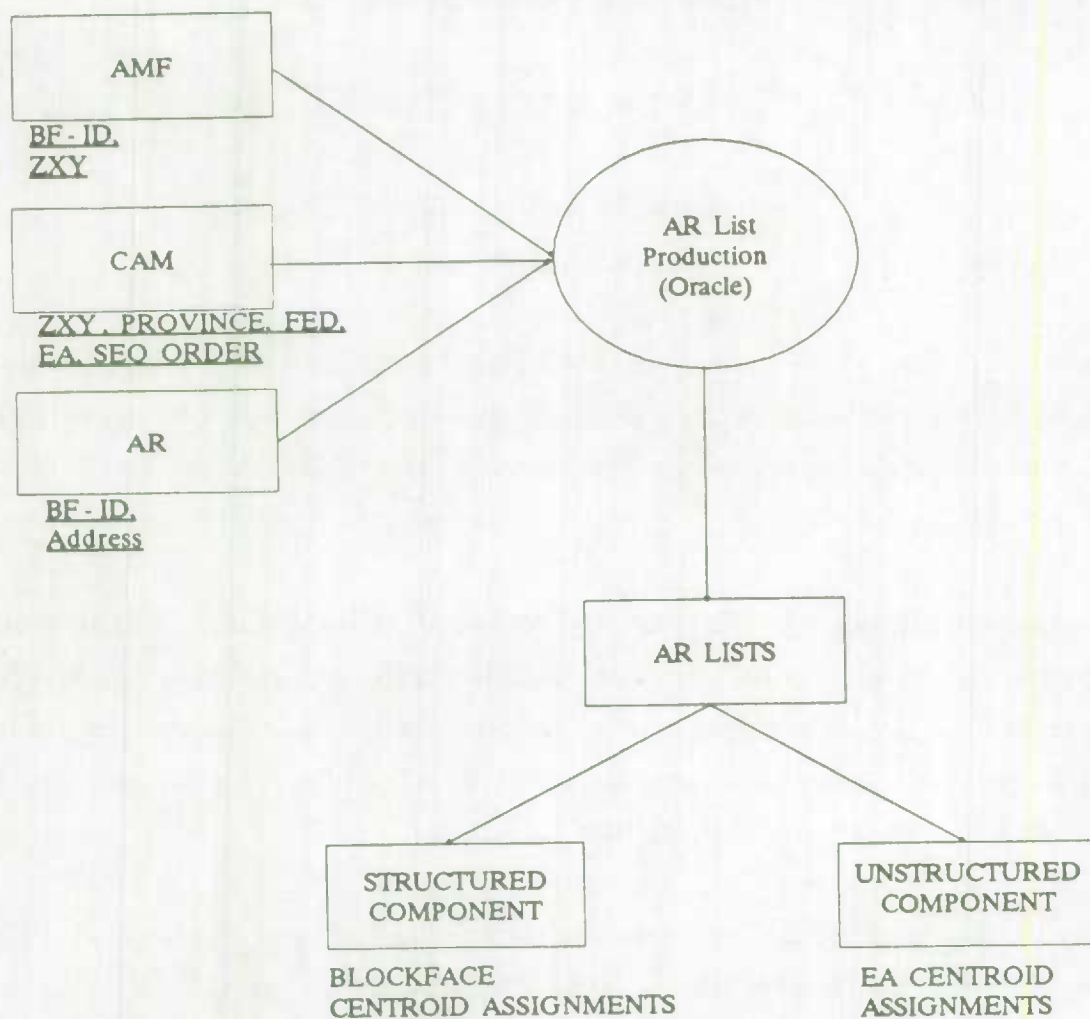 AMF
BF - ID,
ZXY
CAM
ZXY, PROVINCE, FED,
EA, SEQ ORDER
AR
BF - ID,
Address
AR List
Production
(Oracle)
AR LISTS
STRUCTURED
COMPONENT
BLOCKFACE
CENTROID ASSIGNMENTS
UNSTRUCTURED
COMPONENT
EA CENTROID
ASSIGNMENTS